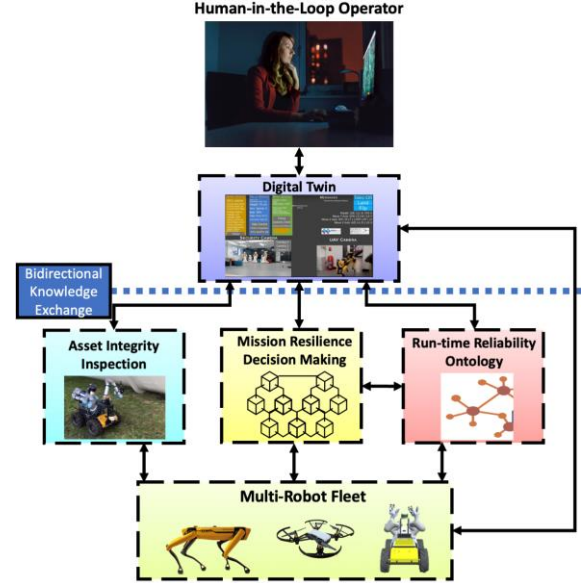 Human-in-the-Loop Operator
Digital Twin
Bidirectional
Knowledge
Exchange
Asset Integrity
Inspection
Mission Resilience
Decision Making
Run-time Reliability
Ontology
Multi-Robot Fleet